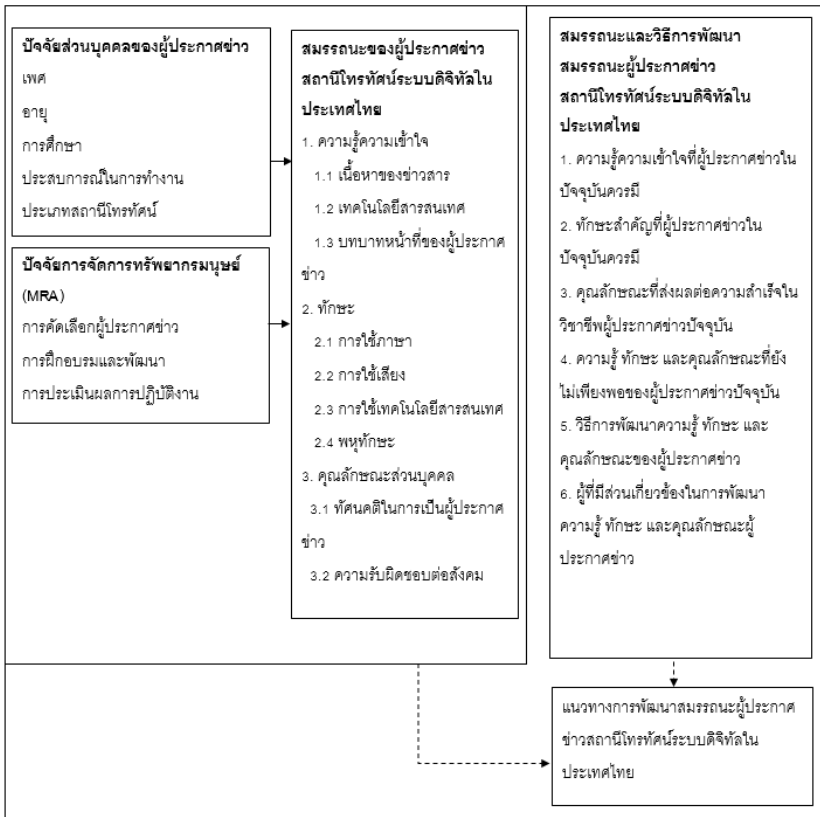 ปัจจัยส่วนบุคคลของผู้ประกาศข่าว
เพศ
อายุ
การศึกษา
ประสบการณ์ในการทำงาน
ประเภทสถานีโทรทัศน์
ปัจจัยการจัดการทรัพยากรมนุษย์
(MRA)
การคัดเลือกผู้ประกาศข่าว
การฝึกอบรมและพัฒนา
การประเมินผลการปฏิบัติงาน
สมรรถนะของผู้ประกาศข่าว
สถานีโทรทัศน์ระบบดิจิทัลใน
ประเทศไทย
1. ความรู้ความเข้าใจ
1.1 เนื้อหาของข่าวสาร
1.2 เทคโนโลยีสารสนเทศ
1.3 บทบาทหน้าที่ของผู้ประกาศ
ข่าว
2. ทักษะ
2.1 การใช้ภาษา
2.2 การใช้เสียง
2.3 การใช้เทคโนโลยีสารสนเทศ
2.4 พหุทักษะ
3. คุณลักษณะส่วนบุคคล
3.1 ทัศนคติในการเป็นผู้ประกาศ
ข่าว
3.2 ความรับผิดชอบต่อสังคม
สมรรถนะและวิธีการพัฒนา
สมรรถนะผู้ประกาศข่าว
สถานีโทรทัศน์ระบบดิจิทัลใน
ประเทศไทย
1. ความรู้ความเข้าใจที่ผู้ประกาศข่าวใน
ปัจจุบันควรมี
2. ทักษะสำคัญที่ผู้ประกาศข่าวใน
ปัจจุบันควรมี
3. คุณลักษณะที่ส่งผลต่อความสำเร็จใน
วิชาชีพผู้ประกาศข่าวปัจจุบัน
4. ความรู้ ทักษะ และคุณลักษณะที่ยัง
ไม่เพียงพอของผู้ประกาศข่าวปัจจุบัน
5. วิธีการพัฒนาความรู้ ทักษะ และ
คุณลักษณะของผู้ประกาศข่าว
6. ผู้ที่มีส่วนเกี่ยวข้องในการพัฒนา
ความรู้ ทักษะ และคุณลักษณะผู้
ประกาศข่าว
แนวทางการพัฒนาสมรรถนะผู้ประกาศ
ข่าวสถานีโทรทัศน์ระบบดิจิทัลใน
ประเทศไทย